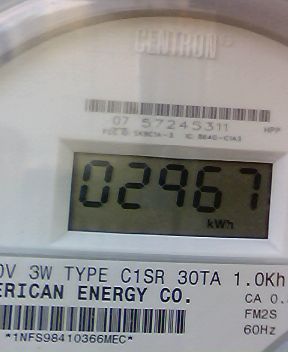 CENTRON®
07 57245311 HPP
02967
kWh
0V 3W TYPE C1SR 30TA 1.0Kh
ERICAN ENERGY CO.
CA 0.
FM2S
60Hz
*1NFS98410366MEC*